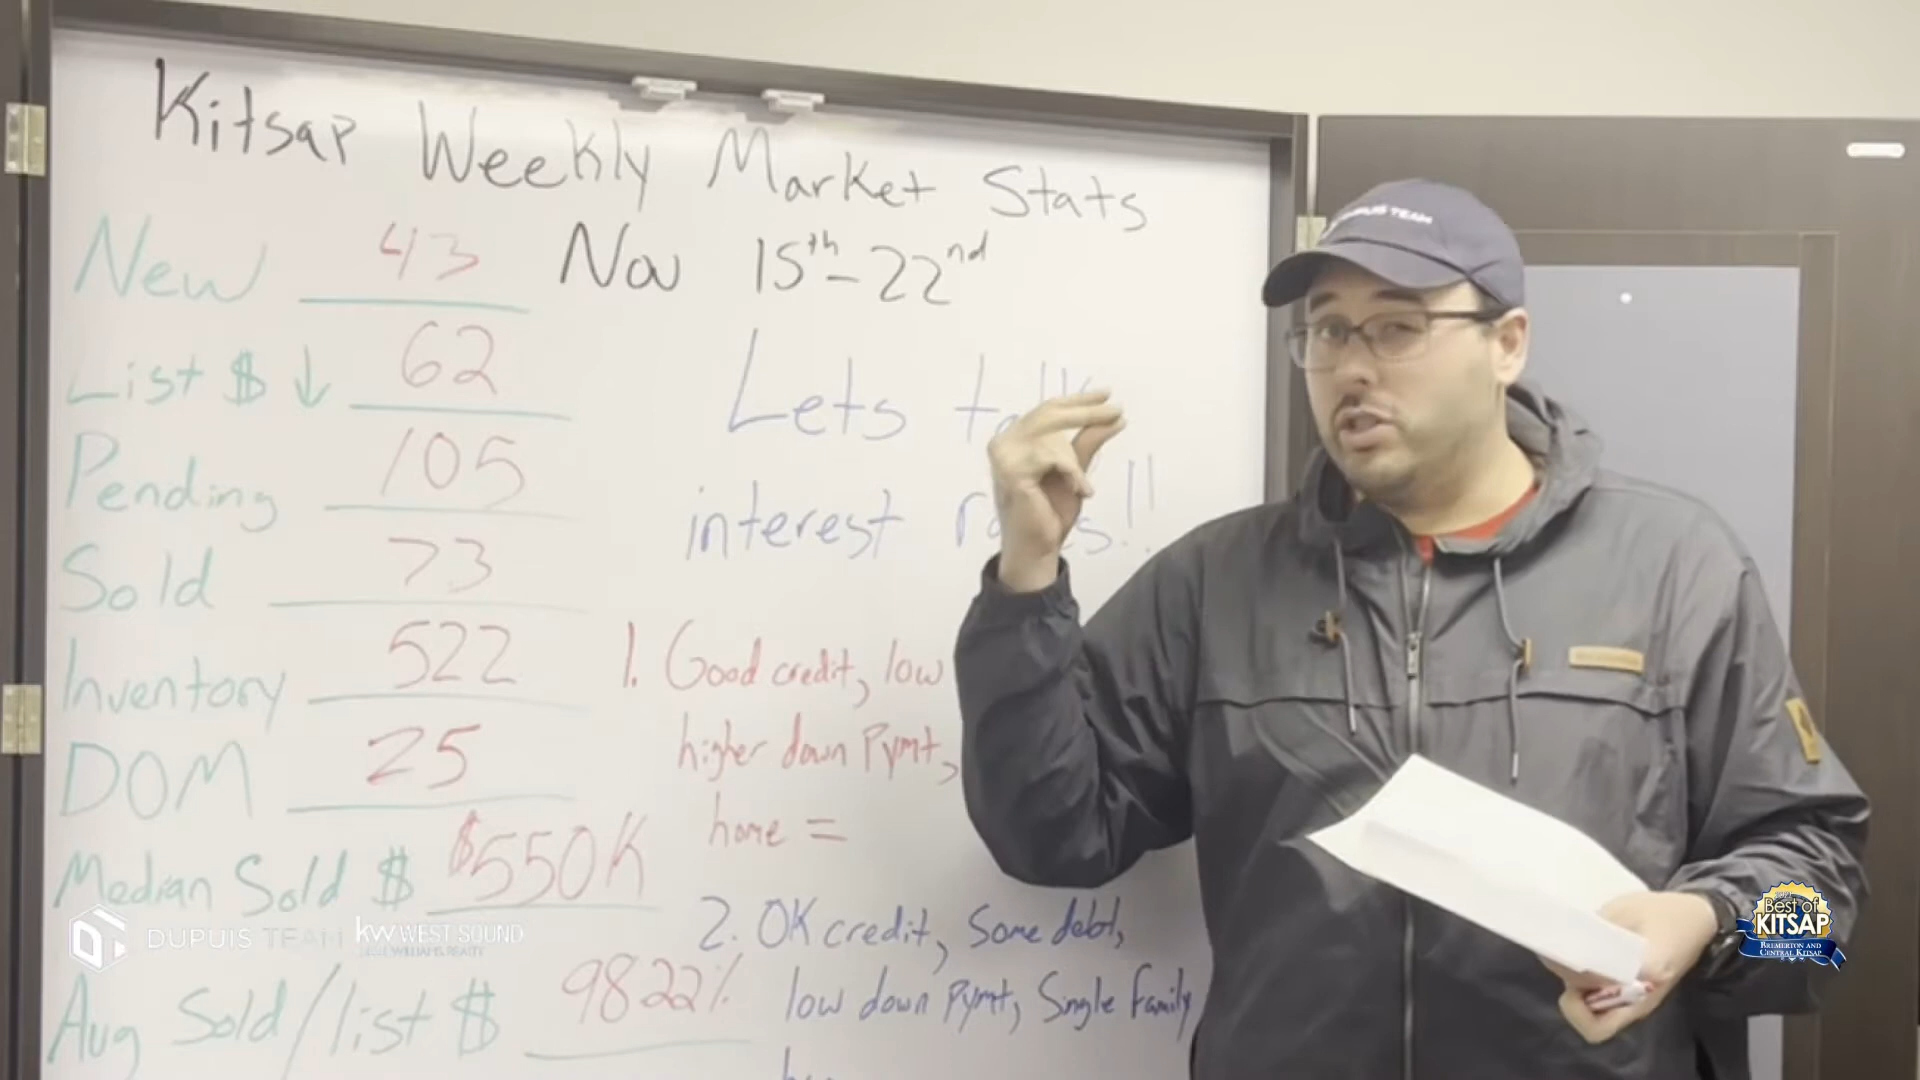 Kitsap Weekly Market Stats
Nov 15th-22nd
New 43
List $ ↓ 62
Pending 105
Sold 73
Inventory 522
DOM 25
Median Sold $ $550K
Avg Sold/list $ 98.22%
Lets talk
interest rates!!
1. Good credit, low
higher down Pymt,
home =
2. OK credit, Some debt,
low down Pymt, Single Family
DUPUIS TEAM
kw WEST SOUND
KELLER WILLIAMS REALTY
DUPUIS TEAM
Best of
KITSAP
BREMERTON AND
CENTRAL KITSAP